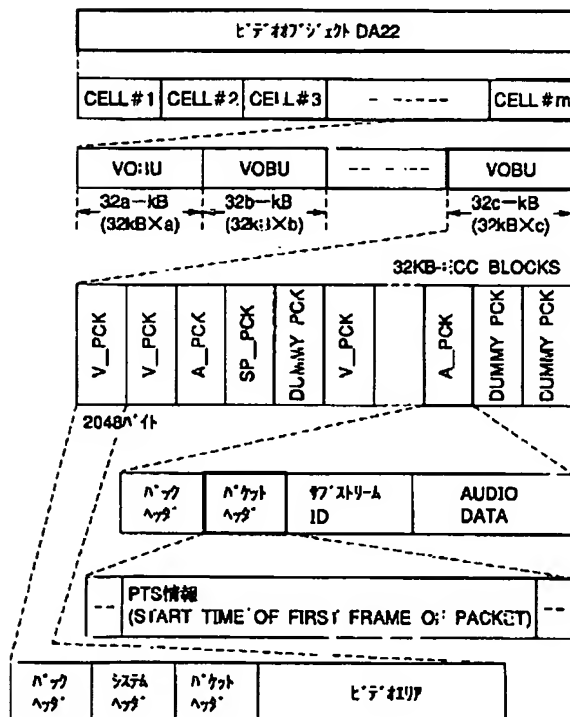 ﾋﾞﾃﾞｵｵﾌﾞｼﾞｪｸﾄ DA22
CELL#1 CELL#2 CELL#3 CELL#m
VOBU VOBU VOBU
32a-kB 32b-kB 32c-kB
(32kB×a) (32kB×b) (32kB×c)
32KB-ECC BLOCKS
V_PCK V_PCK A_PCK SP_PCK DUMMY PCK V_PCK A_PCK DUMMY PCK DUMMY PCK
2048ﾊﾞｲﾄ
ﾊﾟｯｸ ﾊﾟｹｯﾄ ｻﾌﾞｽﾄﾘｰﾑ AUDIO
ﾍｯﾀﾞ ﾍｯﾀﾞ ID DATA
PTS情報
(START TIME OF FIRST FRAME OF PACKET)
ﾊﾟｯｸ ｼｽﾃﾑ ﾊﾟｹｯﾄ ﾋﾞﾃﾞｵｴﾘｱ
ﾍｯﾀﾞ ﾍｯﾀﾞ ﾍｯﾀﾞ